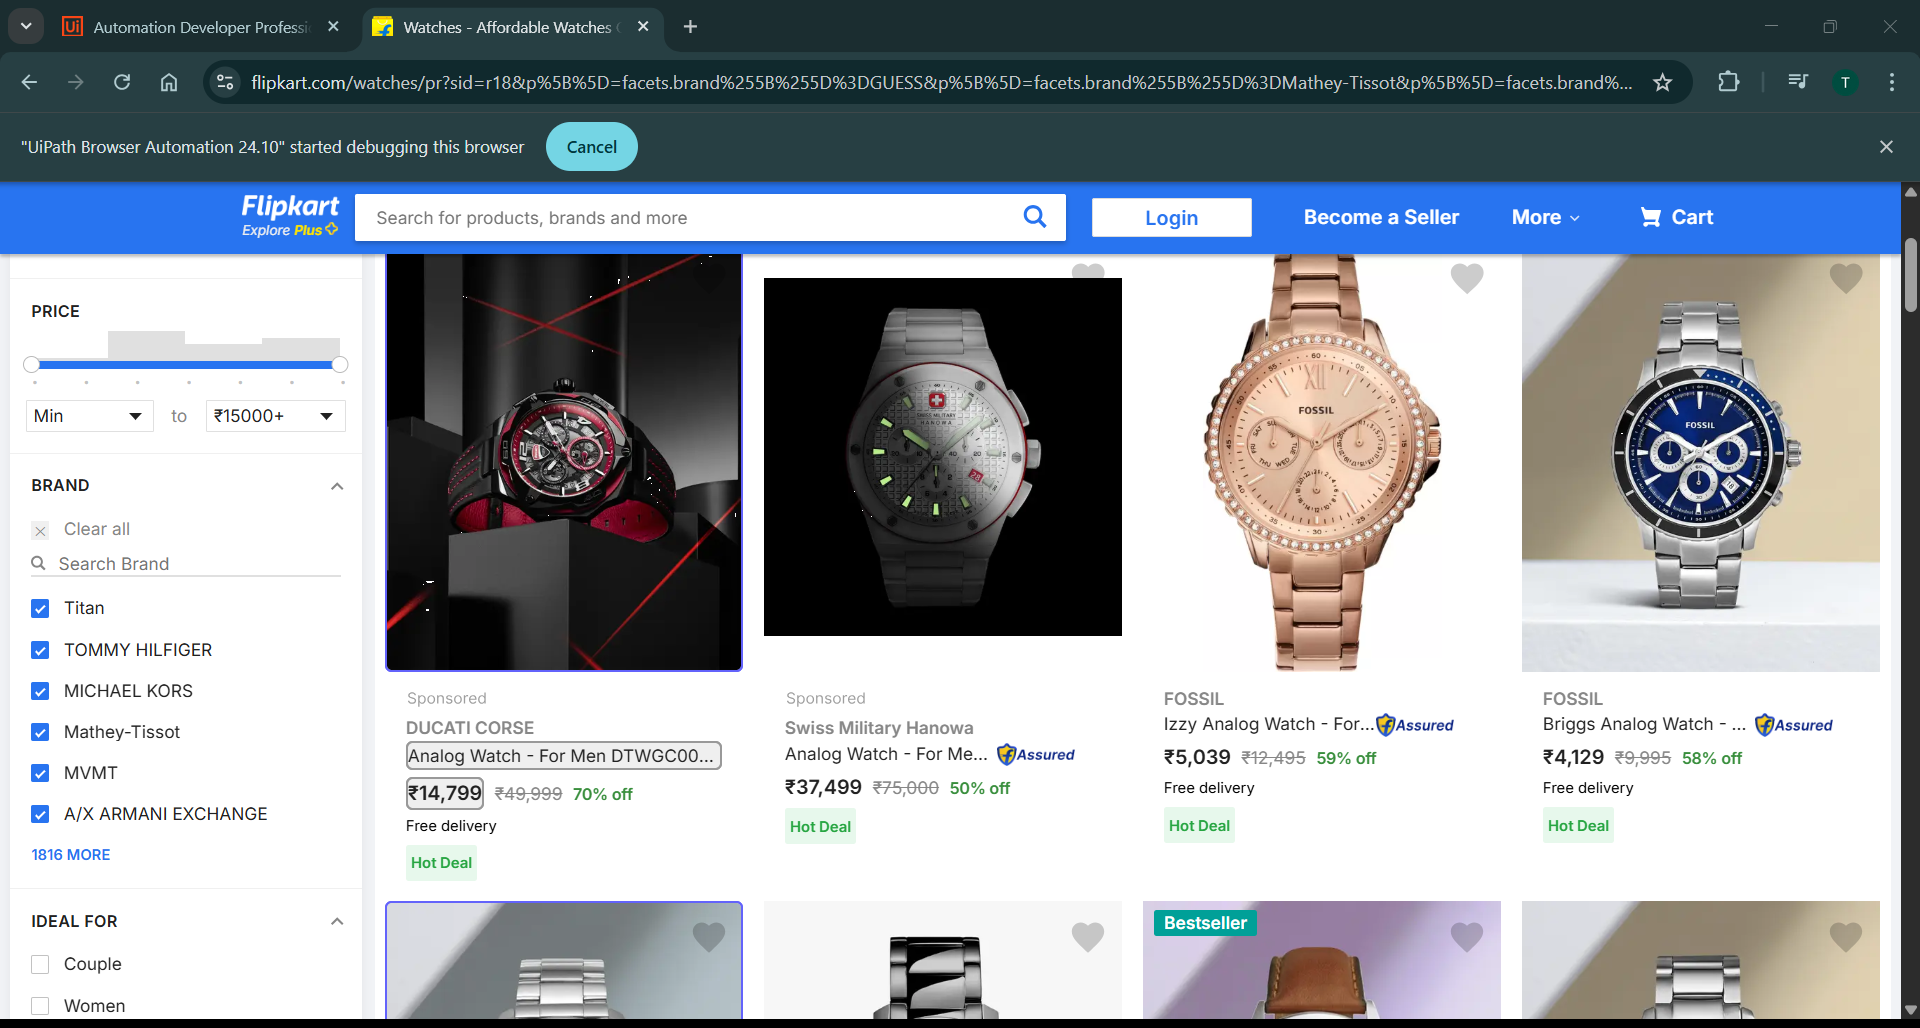 Automation Developer Professi
Watches - Affordable Watches
flipkart.com/watches/pr?sid=r18&p%5B%5D=facets.brand%255B%255D%3DGUESS&p%5B%5D=facets.brand%255B%255D%3DMathey-Tissot&p%5B%5D=facets.brand%...
T
"UiPath Browser Automation 24.10" started debugging this browser
Cancel
Flipkart
Explore Plus
Search for products, brands and more
Login
Become a Seller
More
Cart
PRICE
Min
to
₹15000+
BRAND
Clear all
Search Brand
Titan
TOMMY HILFIGER
MICHAEL KORS
Mathey-Tissot
MVMT
A/X ARMANI EXCHANGE
1816 MORE
IDEAL FOR
Couple
Women
Sponsored
DUCATI CORSE
Analog Watch - For Men DTWGC00...
₹14,799 ₹49,999 70% off
Free delivery
Hot Deal
SWISS MILITARY
HANOWA
28
Sponsored
Swiss Military Hanowa
Analog Watch - For Me... Assured
₹37,499 ₹75,000 50% off
Hot Deal
FOSSIL
FOSSIL
Izzy Analog Watch - For... Assured
₹5,039 ₹12,495 59% off
Free delivery
Hot Deal
FOSSIL
FOSSIL
Briggs Analog Watch - ... Assured
₹4,129 ₹9,995 58% off
Free delivery
Hot Deal
Bestseller